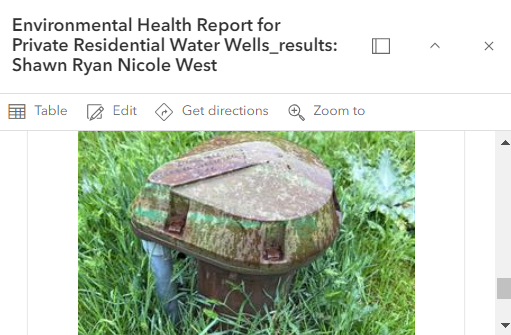 Environmental Health Report for
Private Residential Water Wells_results:
Shawn Ryan Nicole West
Table Edit Get directions Zoom to